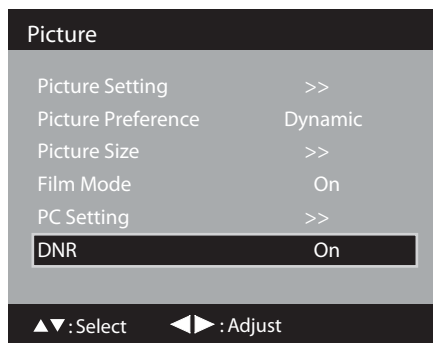 Picture
Picture Setting >>
Picture Preference Dynamic
Picture Size >>
Film Mode On
PC Setting >>
DNR On
▲▼: Select ◀▶: Adjust